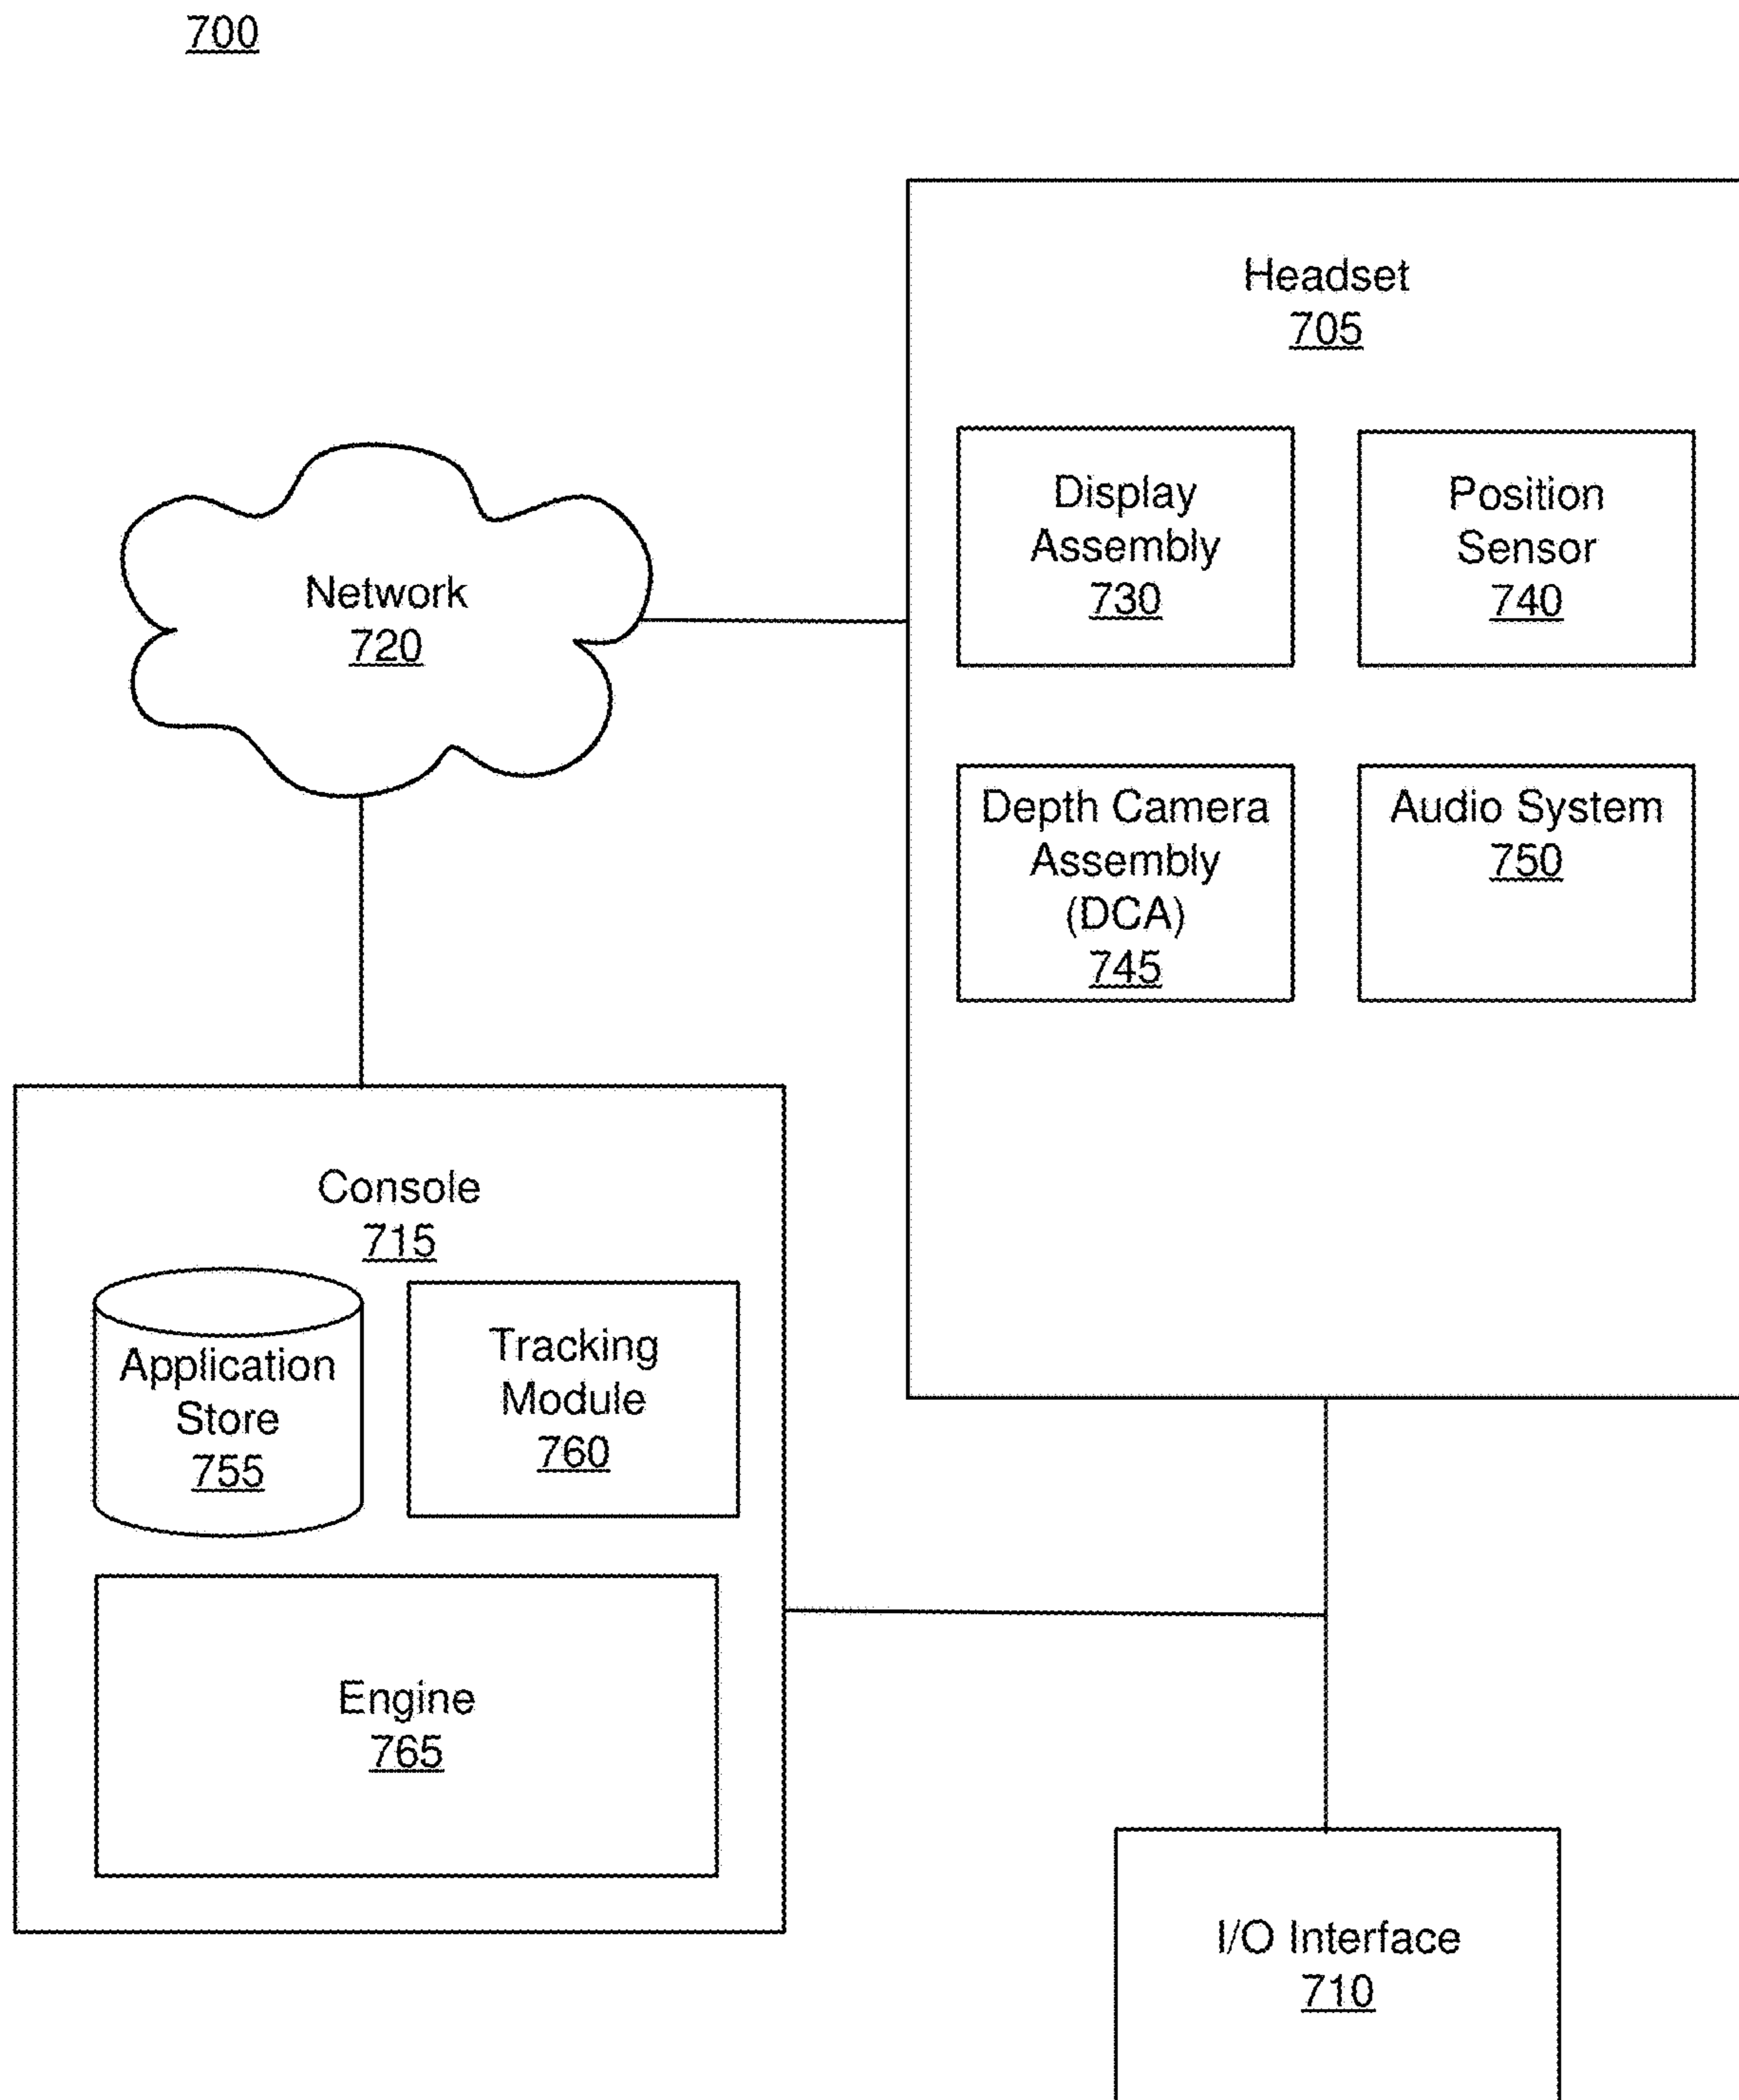 700
Headset
705
Display
Assembly
730
Position
Sensor
740
Network
720
Depth Camera
Assembly
(DCA)
745
Audio System
750
Console
715
Application
Store
755
Tracking
Module
760
Engine
765
I/O Interface
710